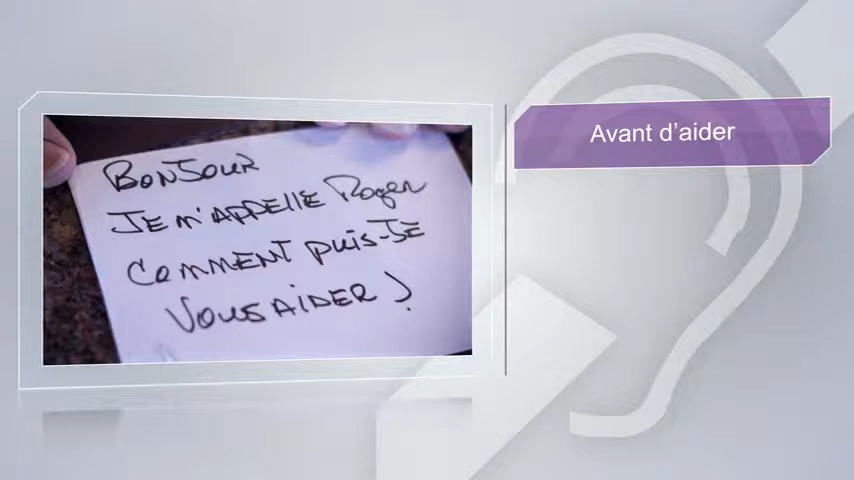 BONJOUR
JE M'APPELLE Roger
COMMENT PUIS-JE
VOUS AIDER ?
Avant d'aider